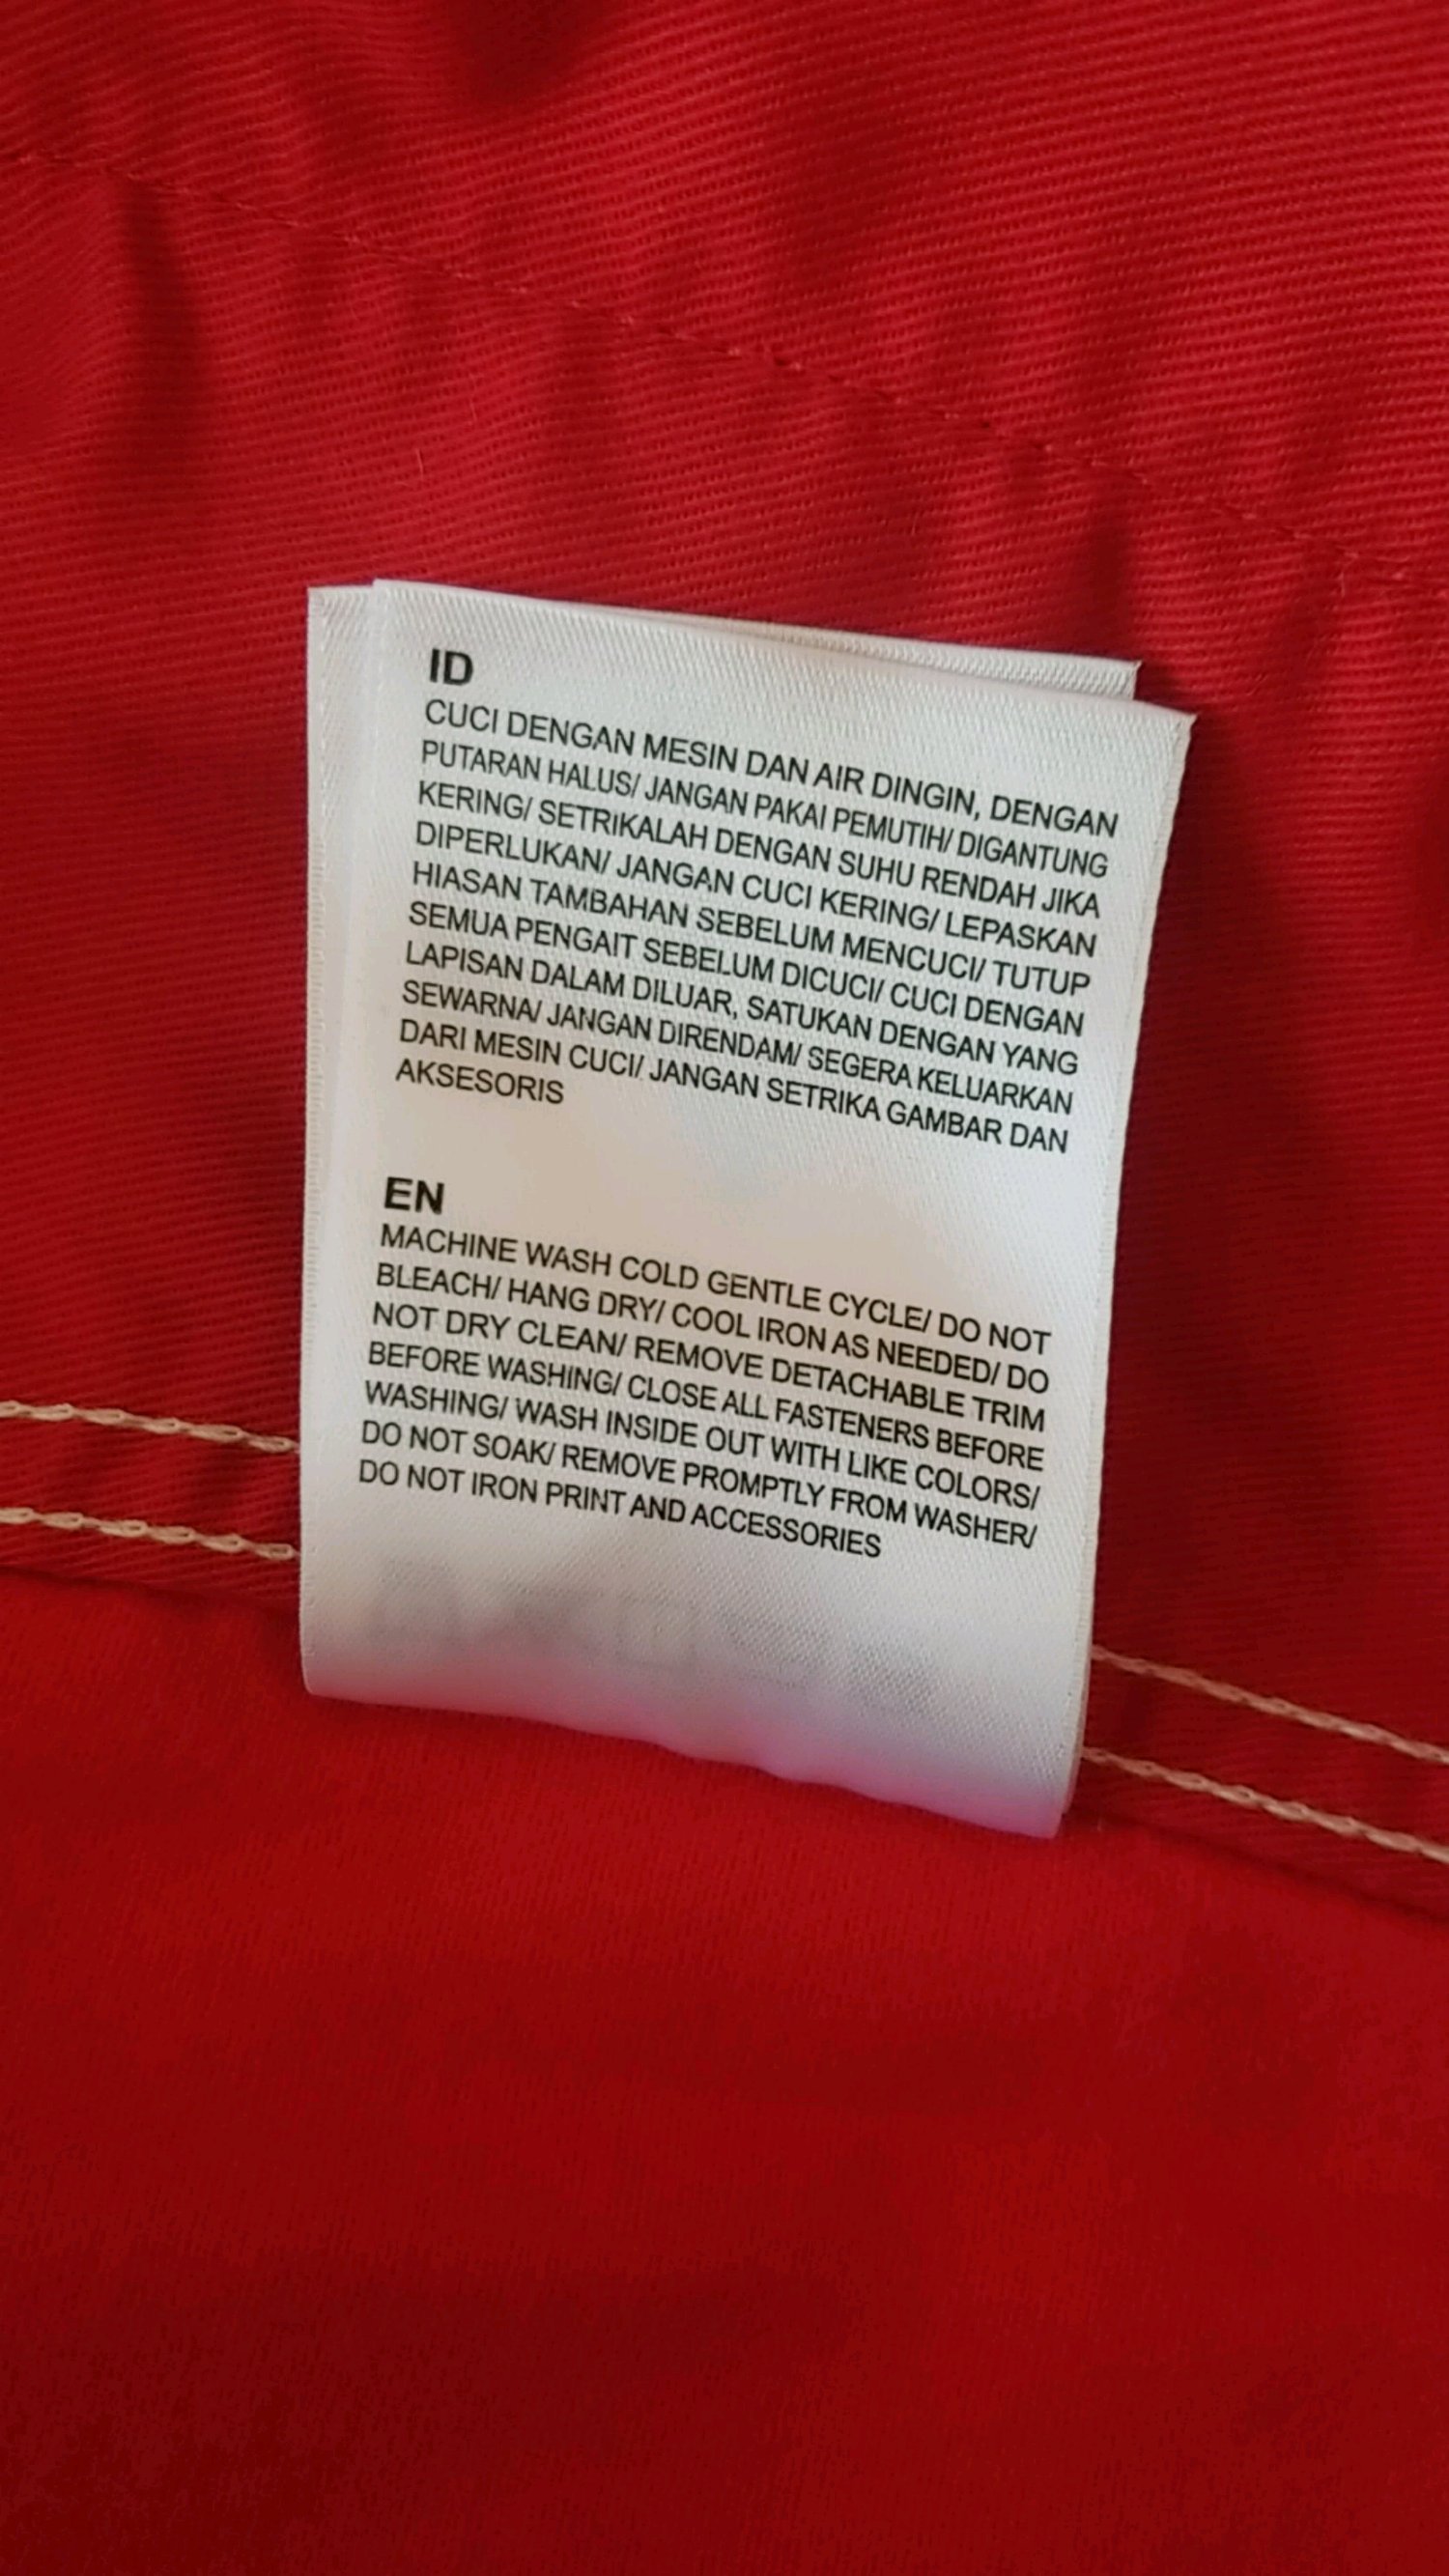 ID
CUCI DENGAN MESIN DAN AIR DINGIN, DENGAN
PUTARAN HALUS/ JANGAN PAKAI PEMUTIH/ DIGANTUNG
KERING/ SETRIKALAH DENGAN SUHU RENDAH JIKA
DIPERLUKAN/ JANGAN CUCI KERING/ LEPASKAN
HIASAN TAMBAHAN SEBELUM MENCUCI/ TUTUP
SEMUA PENGAIT SEBELUM DICUCI/ CUCI DENGAN
LAPISAN DALAM DILUAR, SATUKAN DENGAN YANG
SEWARNA/ JANGAN DIRENDAM/ SEGERA KELUARKAN
DARI MESIN CUCI/ JANGAN SETRIKA GAMBAR DAN
AKSESORIS
EN
MACHINE WASH COLD GENTLE CYCLE/ DO NOT
BLEACH/ HANG DRY/ COOL IRON AS NEEDED/ DO
NOT DRY CLEAN/ REMOVE DETACHABLE TRIM
BEFORE WASHING/ CLOSE ALL FASTENERS BEFORE
WASHING/ WASH INSIDE OUT WITH LIKE COLORS/
DO NOT SOAK/ REMOVE PROMPTLY FROM WASHER/
DO NOT IRON PRINT AND ACCESSORIES